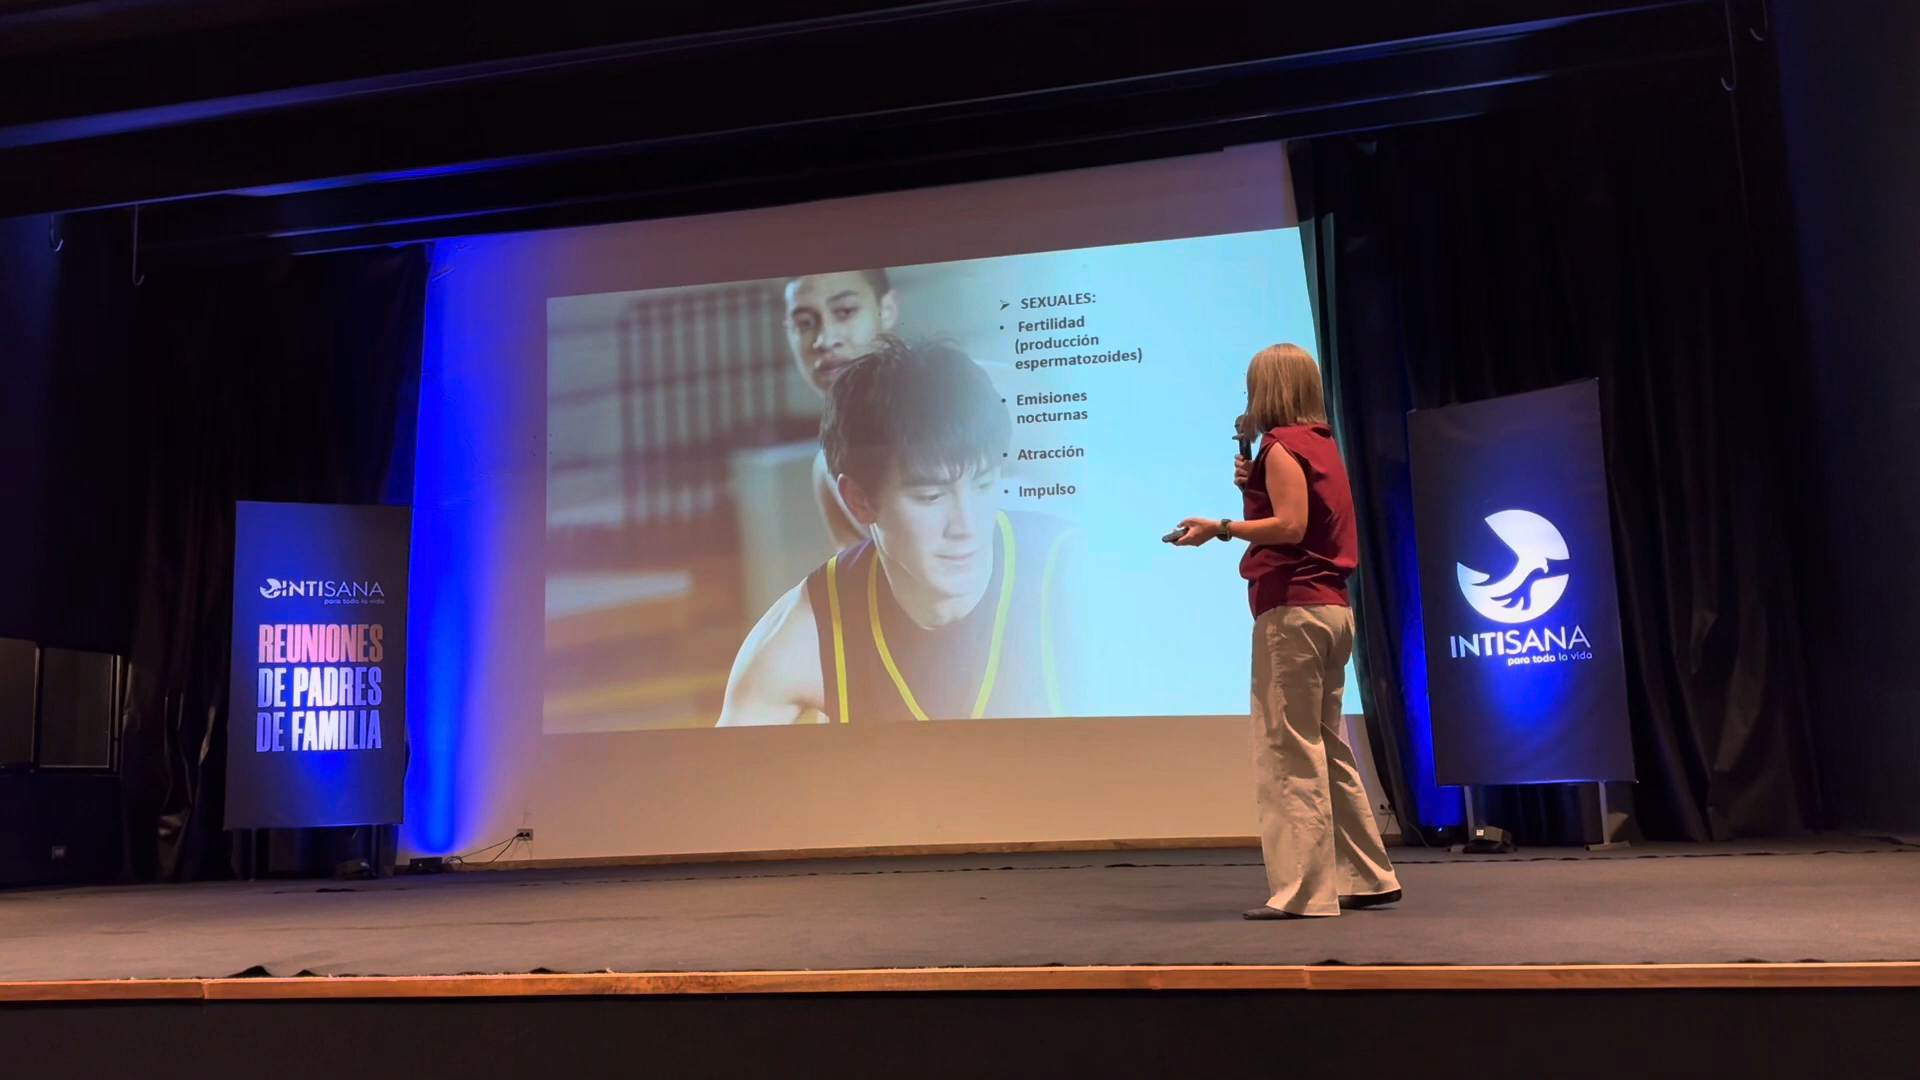 ➢ SEXUALES:
• Fertilidad
(producción
espermatozoides)
• Emisiones
nocturnas
• Atracción
• Impulso
INTISANA
para toda la vida
REUNIONES
DE PADRES
DE FAMILIA
INTISANA
para toda la vida